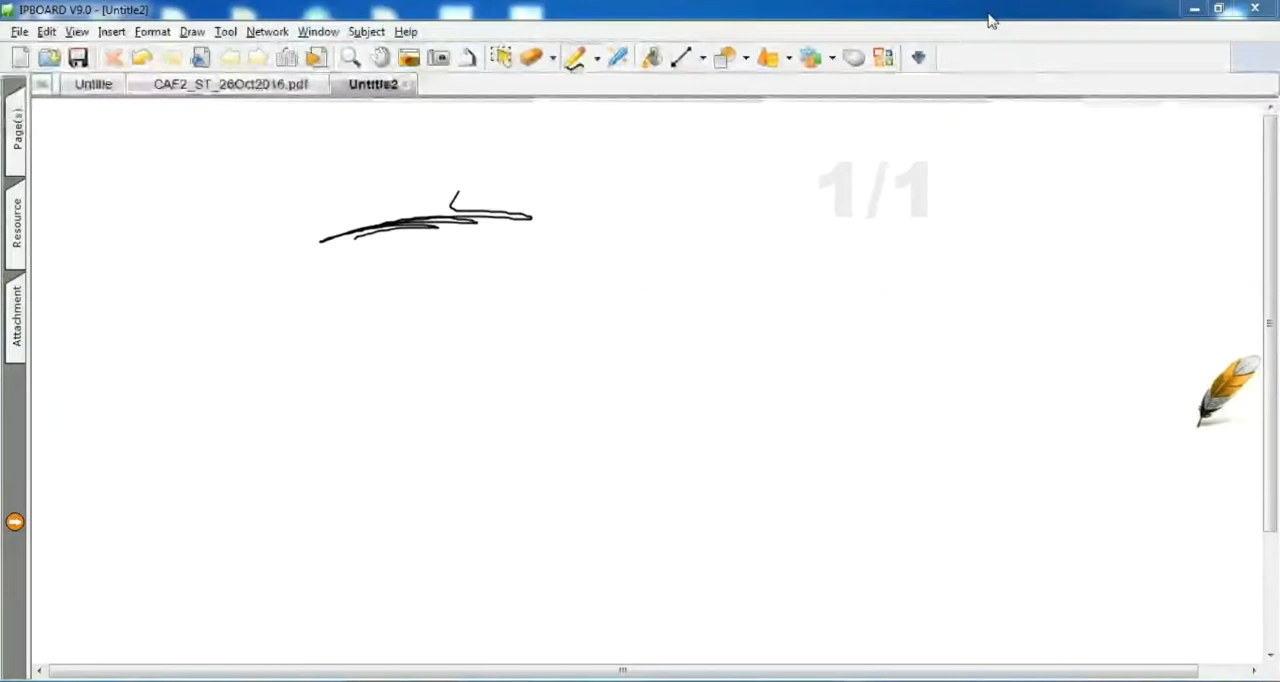 IPBOARD V9.0 - [Untitle2]
File Edit View Insert Format Draw Tool Network Window Subject Help
Untitle CAF2_ST_26Oct2016.pdf Untitle2
Page(s)
Resource
Attachment
1/1